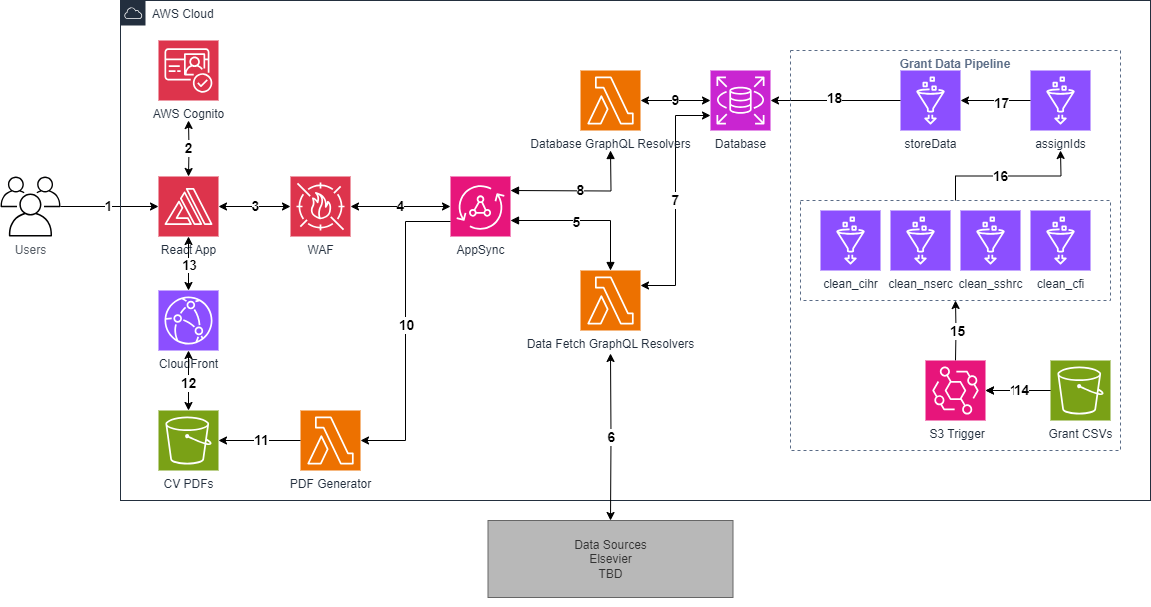 AWS Cloud
Grant Data Pipeline
AWS Cognito
Database GraphQL Resolvers
Database
storeData
assignIds
9
18
17
2
8
7
16
1
3
4
5
Users
React App
WAF
AppSync
13
clean_cihr
clean_nserc
clean_sshrc
clean_cfi
10
15
Data Fetch GraphQL Resolvers
CloudFront
12
14
11
6
S3 Trigger
Grant CSVs
CV PDFs
PDF Generator
Data Sources
Elsevier
TBD